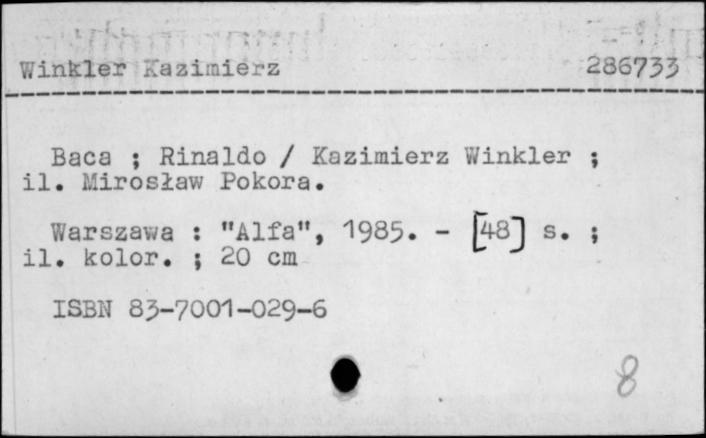 Winkler Kazimierz 286733
Baca ; Rinaldo / Kazimierz Winkler ;
il. Mirosław Pokora.
Warszawa : "Alfa", 1985. - [48] s. ;
il. kolor. ; 20 cm
ISBN 83-7001-029-6
8